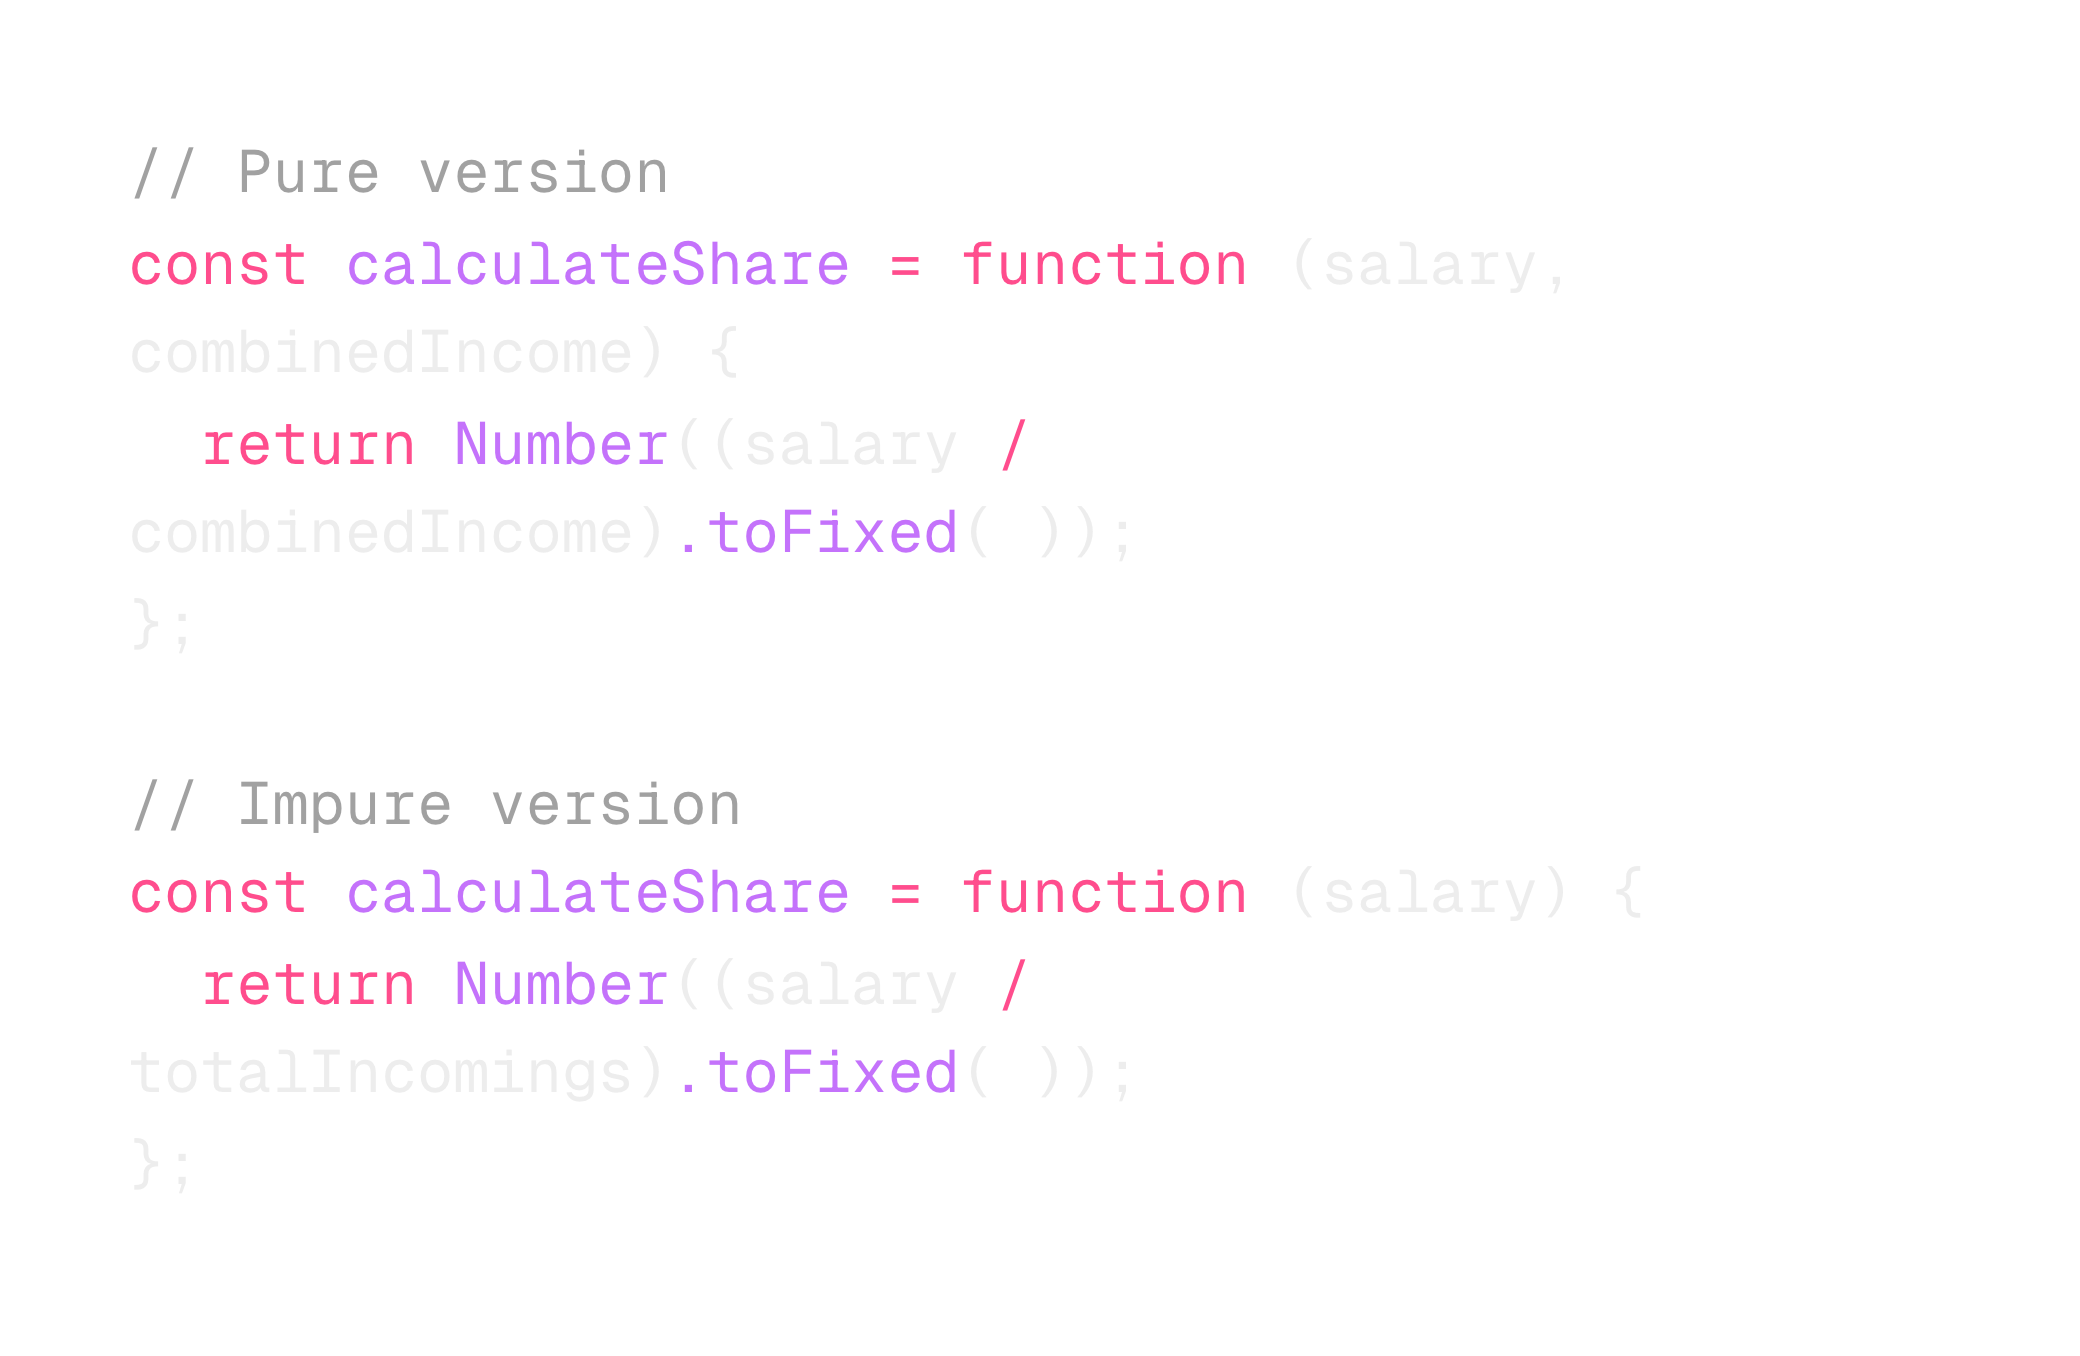 // Pure version
const calculateShare = function (salary,
combinedIncome) {
  return Number((salary /
combinedIncome).toFixed( ));
};

// Impure version
const calculateShare = function (salary) {
  return Number((salary /
totalIncomings).toFixed( ));
};